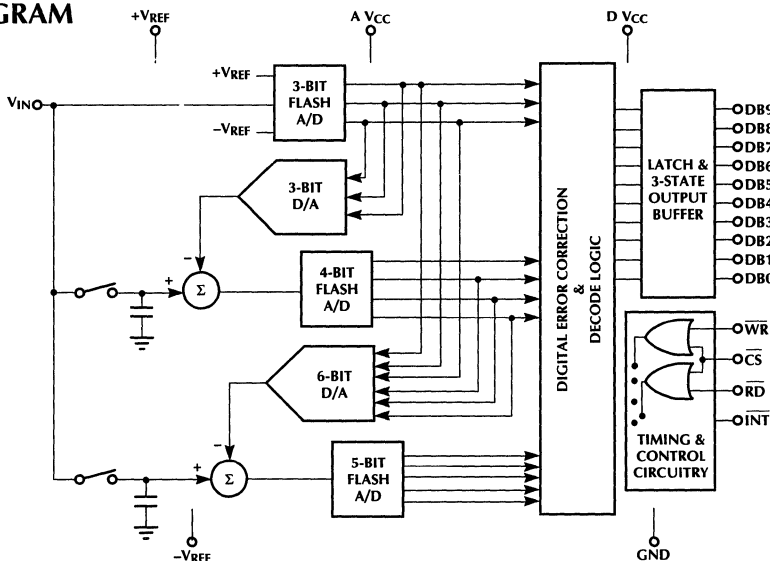 GRAM
+VREF
A VCC
D VCC
+VREF
3-BIT
FLASH
A/D
VIN
−VREF
3-BIT
D/A
−
+
Σ
4-BIT
FLASH
A/D
6-BIT
D/A
−
+
Σ
5-BIT
FLASH
A/D
−VREF
DIGITAL ERROR CORRECTION
&
DECODE LOGIC
LATCH &
3-STATE
OUTPUT
BUFFER
DB9
DB8
DB7
DB6
DB5
DB4
DB3
DB2
DB1
DB0
WR
CS
RD
INT
TIMING &
CONTROL
CIRCUITRY
GND